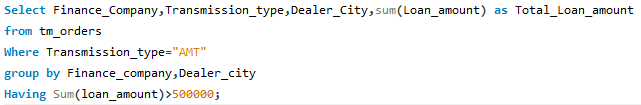 Select Finance_Company,Transmission_type,Dealer_City,sum(Loan_amount) as Total_Loan_amount
from tm_orders
Where Transmission_type="AMT"
group by Finance_company,Dealer_city
Having Sum(loan_amount)>500000;